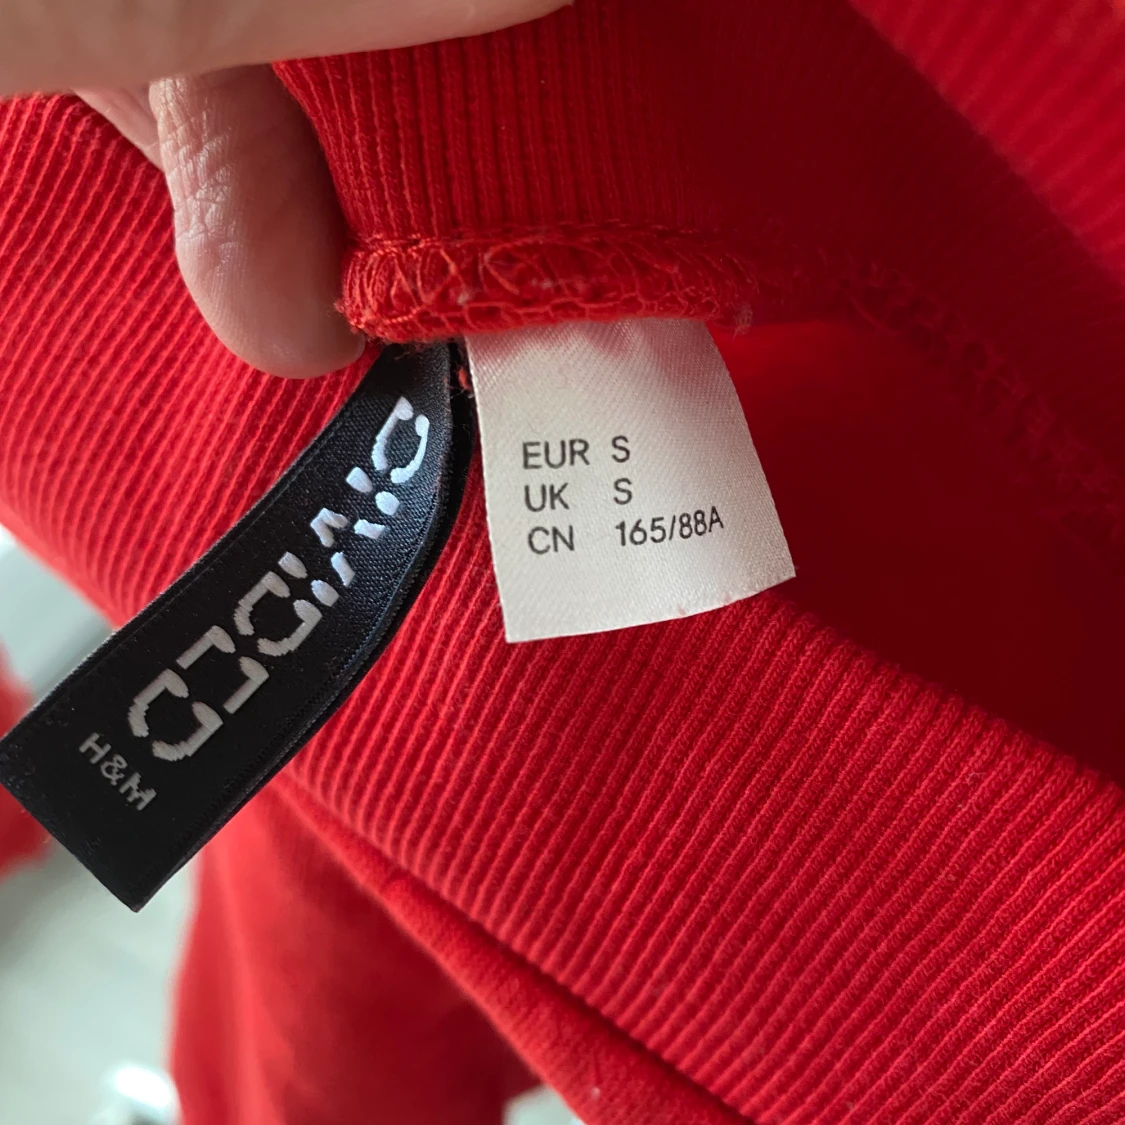 DIVIDED
H&M
EUR S
UK S
CN 165/88A